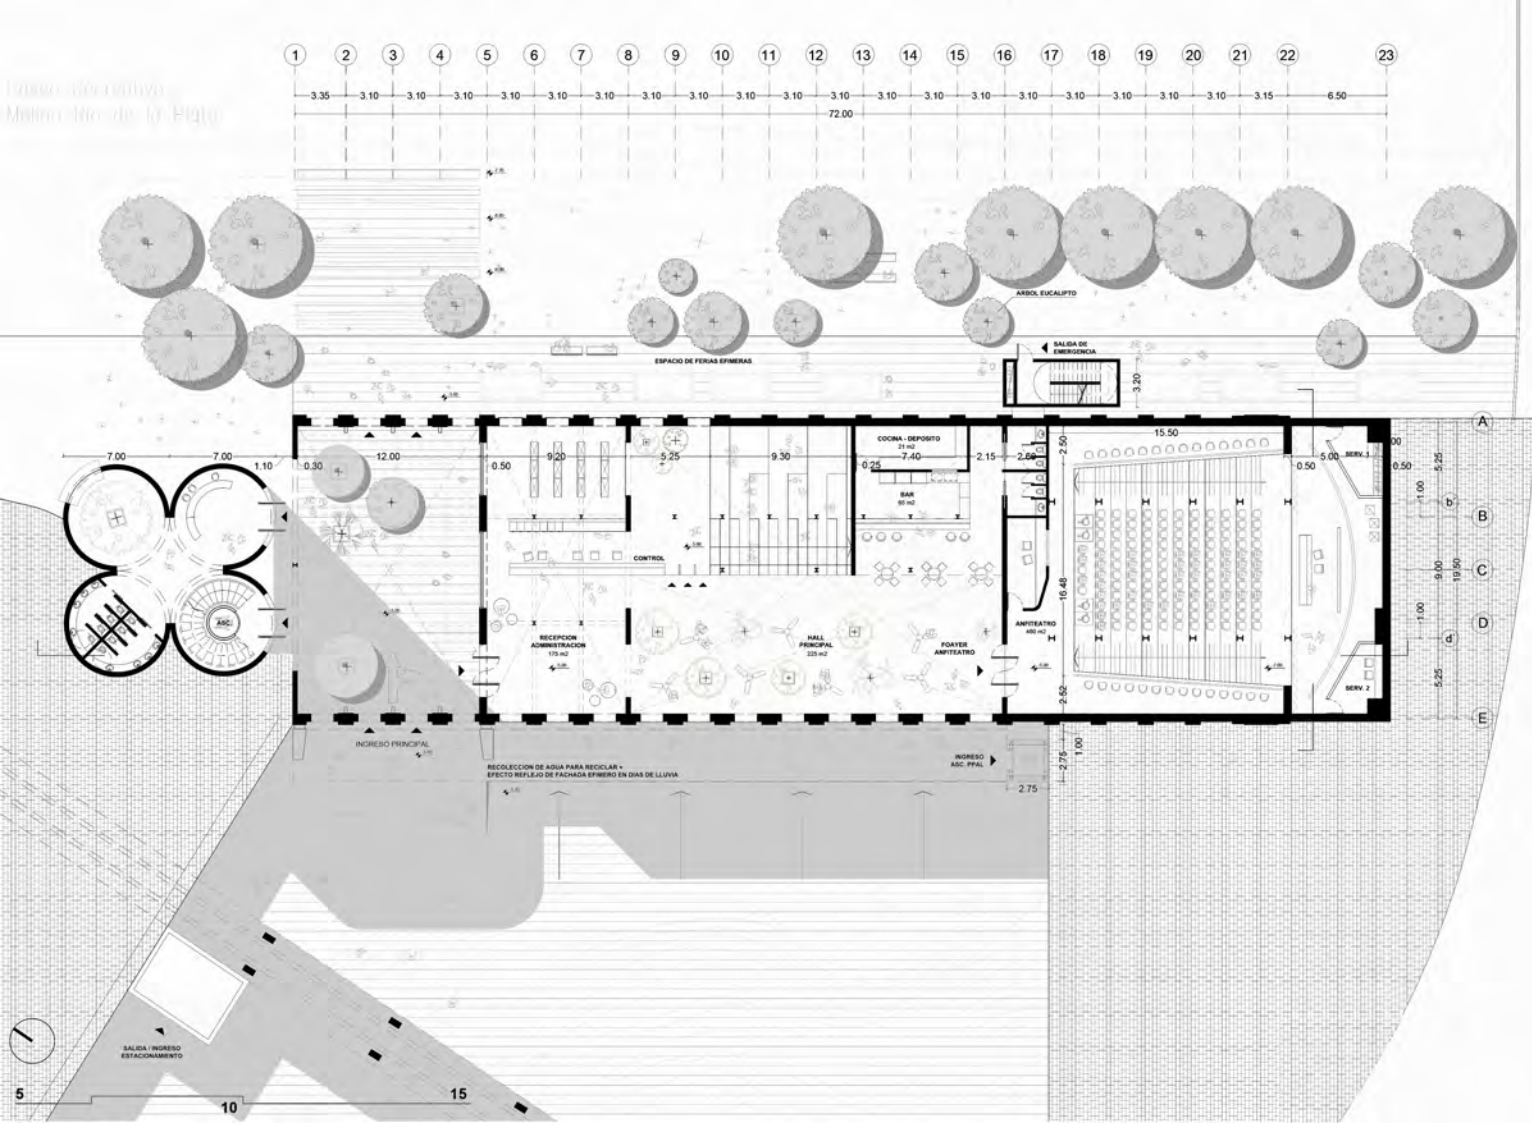 1 2 3 4 5 6 7 8 9 10 11 12 13 14 15 16 17 18 19 20 21 22 23
3.35 3.10 3.10 3.10 3.10 3.10 3.10 3.10 3.10 3.10 3.10 3.10 3.10 3.10 3.10 3.10 3.10 3.10 3.10 3.10 3.15 6.50
72.00
ARBOL EUCALIPTO
SALIDA DE
EMERGENCIA
ESPACIO DE FERIAS EFIMERAS
3.20
A
COCINA - DEPOSITO
21 m2
2.50
15.50
7.00 7.00 1.10 0.30 12.00 0.50 9.20 5.25 9.30 0.25 7.40 2.15 0.50 5.00 0.50
SERV. 1
5.25
BAR
1.00
b
B
ASC.
CONTROL
C
9.00
19.50
16.48
RECEPCION
ADMINISTRACION
175 m2
HALL
PRINCIPAL
225 m2
FOAYER
ANFITEATRO
ANFITEATRO
D
1.00
d
5.25
2.52
SERV. 2
E
INGRESO PRINCIPAL
RECOLECCION DE AGUA PARA RECICLAR +
EFECTO REFLEJO DE FACHADA EFIMERO EN DIAS DE LLUVIA
INGRESO
ASC. PPAL
2.75
1.00
2.75
SALIDA / INGRESO
ESTACIONAMIENTO
5 10 15